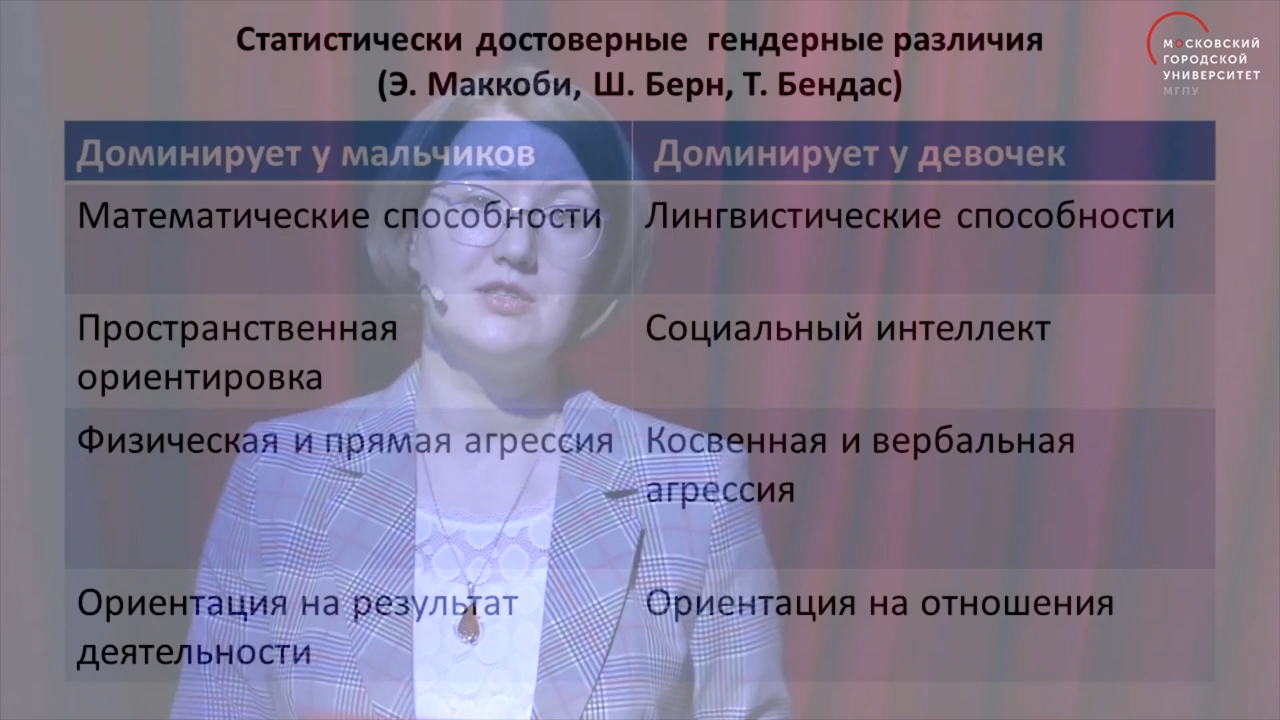 Статистически достоверные гендерные различия
(Э. Маккоби, Ш. Берн, Т. Бендас)
МОСКОВСКИЙ
ГОРОДСКОЙ
УНИВЕРСИТЕТ
МГПУ
Доминирует у мальчиков
Доминирует у девочек
Математические способности
Лингвистические способности
Пространственная
ориентировка
Социальный интеллект
Физическая и прямая агрессия
Косвенная и вербальная
агрессия
Ориентация на результат
деятельности
Ориентация на отношения